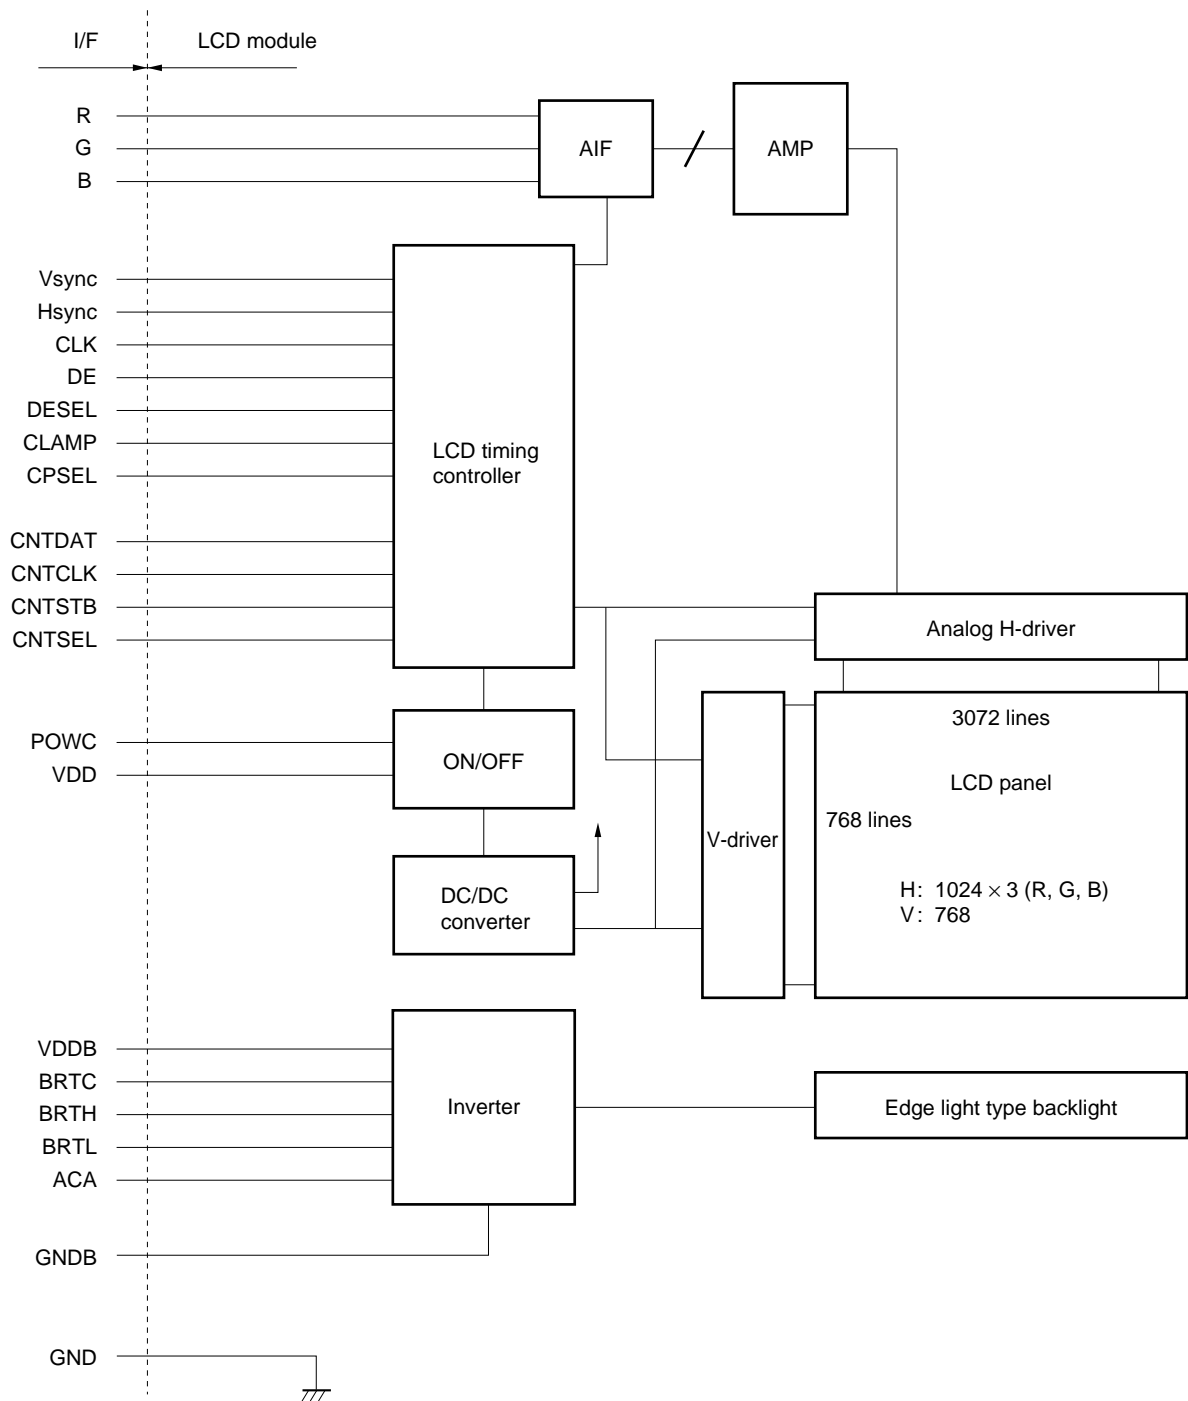 I/F
LCD module
R
G
B
AIF
AMP
Vsync
Hsync
CLK
DE
DESEL
CLAMP
CPSEL
LCD timing
controller
CNTDAT
CNTCLK
CNTSTB
CNTSEL
Analog H-driver
POWC
VDD
ON/OFF
3072 lines
LCD panel
768 lines
V-driver
H: 1024 × 3 (R, G, B)
V: 768
DC/DC
converter
VDDB
BRTC
BRTH
BRTL
ACA
Inverter
Edge light type backlight
GNDB
GND